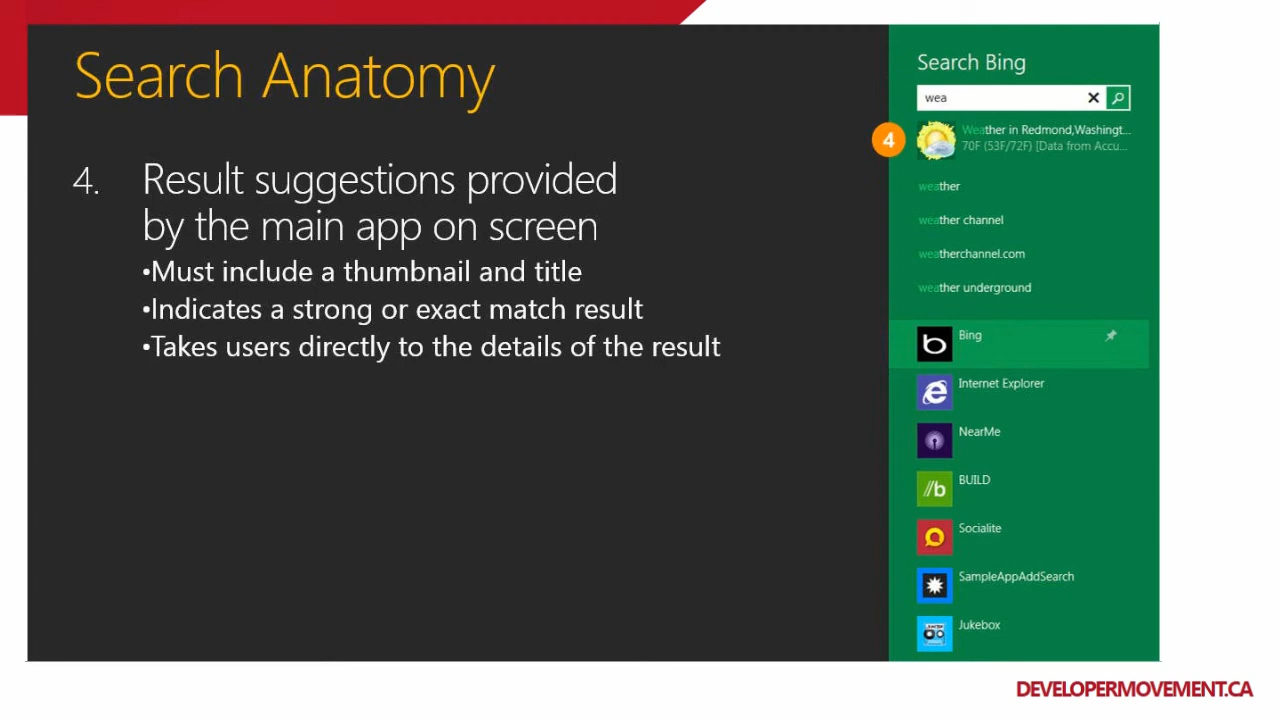 Search Anatomy
4. Result suggestions provided
by the main app on screen
•Must include a thumbnail and title
•Indicates a strong or exact match result
•Takes users directly to the details of the result
Search Bing
wea
4
Weather in Redmond,Washingt...
70F (53F/72F) [Data from Accu...
weather
weather channel
weatherchannel.com
weather underground
Bing
Internet Explorer
NearMe
BUILD
Socialite
SampleAppAddSearch
Jukebox
DEVELOPERMOVEMENT.CA